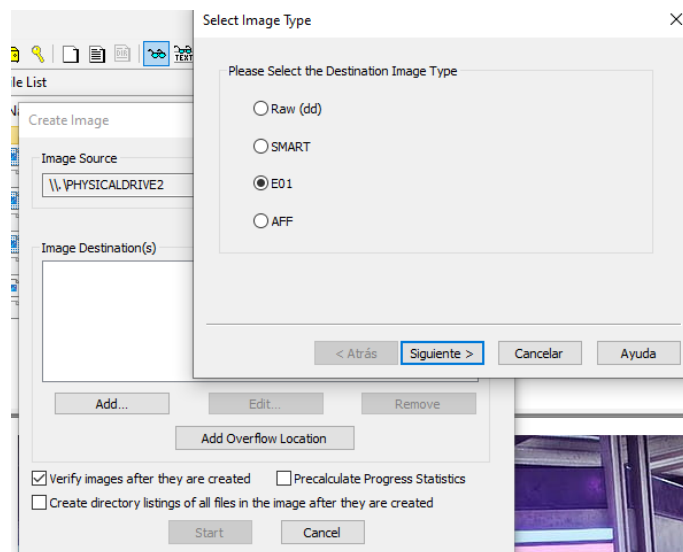 Select Image Type
TEXT
le List
Create Image
Please Select the Destination Image Type
Raw (dd)
SMART
E01
AFF
Image Source
\\.\PHYSICALDRIVE2
Image Destination(s)
< Atrás
Siguiente >
Cancelar
Ayuda
Add...
Edit...
Remove
Add Overflow Location
Verify images after they are created
Precalculate Progress Statistics
Create directory listings of all files in the image after they are created
Start
Cancel